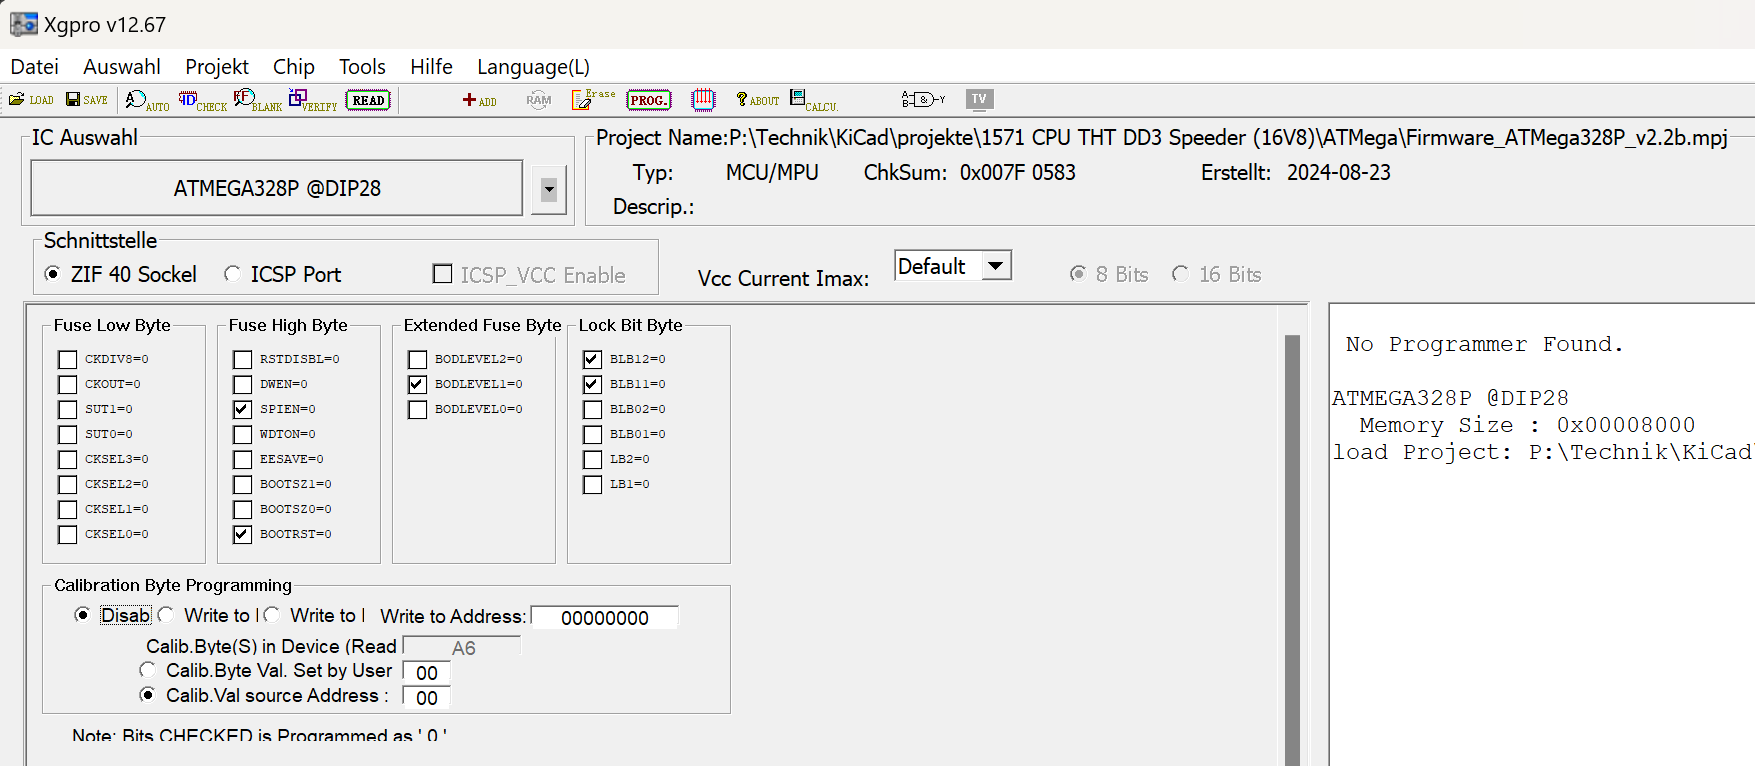 Xgpro v12.67
Datei Auswahl Projekt Chip Tools Hilfe Language(L)
LOAD SAVE AUTO CHECK BLANK VERIFY READ ADD RAM Erase PROG. ABOUT CALCU. TV
IC Auswahl
ATMEGA328P @DIP28
Project Name:P:\Technik\KiCad\projekte\1571 CPU THT DD3 Speeder (16V8)\ATMega\Firmware_ATMega328P_v2.2b.mpj
Typ: MCU/MPU ChkSum: 0x007F 0583 Erstellt: 2024-08-23
Descrip.:
Schnittstelle
ZIF 40 Sockel ICSP Port ICSP_VCC Enable
Vcc Current Imax: Default 8 Bits 16 Bits
Fuse Low Byte
CKDIV8=0
CKOUT=0
SUT1=0
SUT0=0
CKSEL3=0
CKSEL2=0
CKSEL1=0
CKSEL0=0
Fuse High Byte
RSTDISBL=0
DWEN=0
SPIEN=0
WDTON=0
EESAVE=0
BOOTSZ1=0
BOOTSZ0=0
BOOTRST=0
Extended Fuse Byte
BODLEVEL2=0
BODLEVEL1=0
BODLEVEL0=0
Lock Bit Byte
BLB12=0
BLB11=0
BLB02=0
BLB01=0
LB2=0
LB1=0
Calibration Byte Programming
Disab Write to Write to Write to Address: 00000000
Calib.Byte(S) in Device (Read A6
Calib.Byte Val. Set by User 00
Calib.Val source Address : 00
Note: Bits CHECKED is Programmed as ' 0 '
No Programmer Found.
ATMEGA328P @DIP28
Memory Size : 0x00008000
load Project: P:\Technik\KiCad\